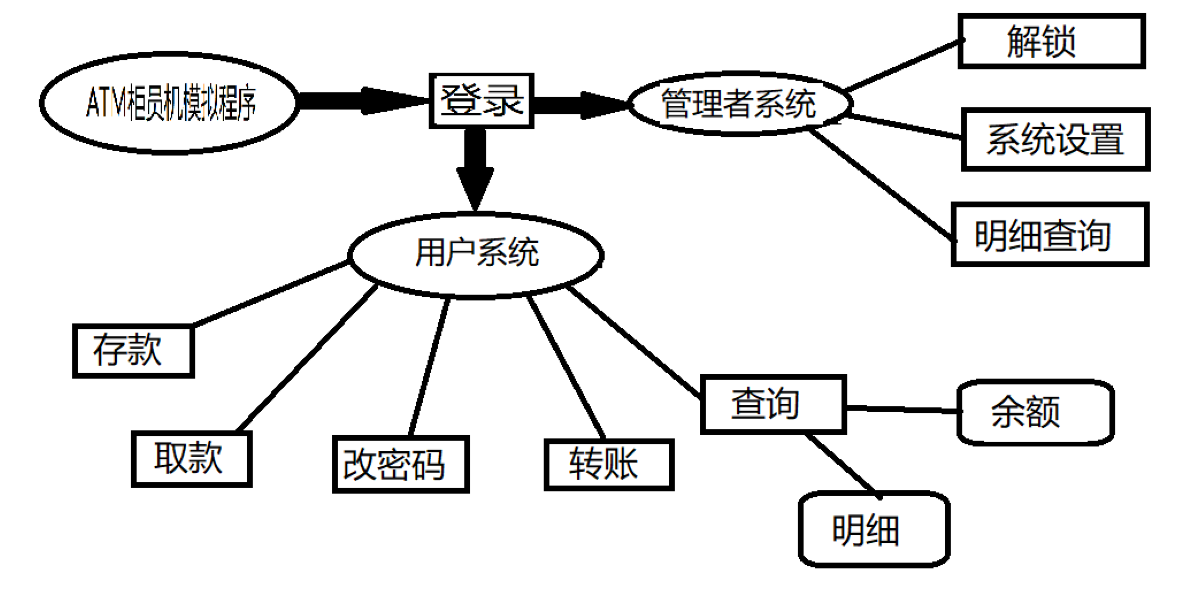 ATM柜员机模拟程序
登录
管理者系统
解锁
系统设置
明细查询
用户系统
存款
取款
改密码
转账
查询
余额
明细